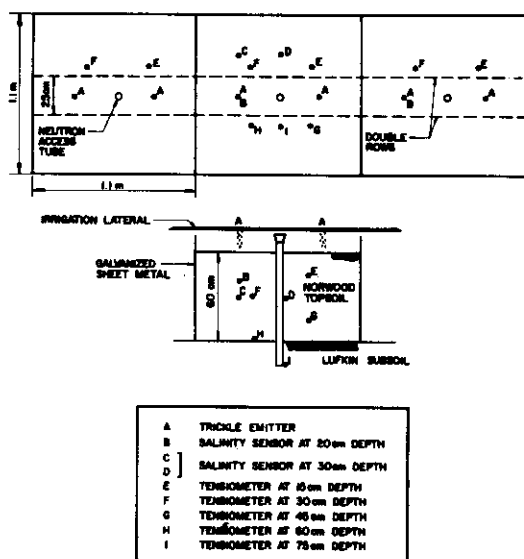 1.1 m
25cm
C
D
F
E
F
E
F
E
A
A
A
B
A
A
B
A
H
I
G
NEUTRON
ACCESS
TUBE
DOUBLE
ROWS
1.1 m
IRRIGATION LATERAL
A
A
GALVANIZED
SHEET METAL
60 cm
B
C
F
D
E
G
H
I
NORWOOD
TOPSOIL
LUFKIN SUBSOIL
A TRICKLE EMITTER
B SALINITY SENSOR AT 20cm DEPTH
C
D ] SALINITY SENSOR AT 30cm DEPTH
E TENSIOMETER AT 15cm DEPTH
F TENSIOMETER AT 30cm DEPTH
G TENSIOMETER AT 45cm DEPTH
H TENSIOMETER AT 60cm DEPTH
I TENSIOMETER AT 75cm DEPTH